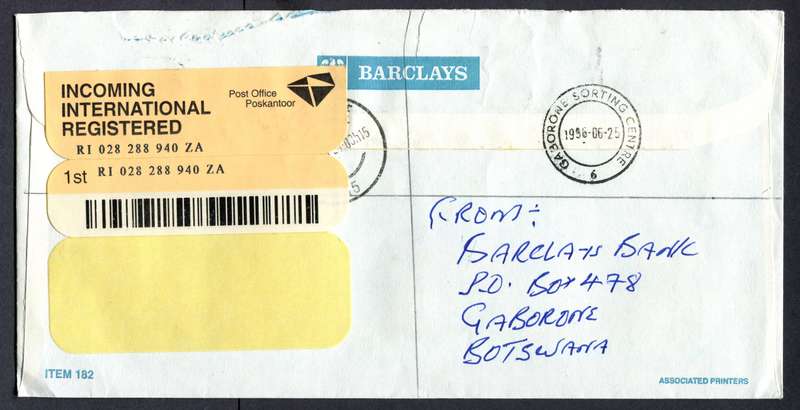 BARCLAYS
INCOMING
INTERNATIONAL
REGISTERED
Post Office
Poskantoor
RI 028 288 940 ZA
1st RI 028 288 940 ZA
GABORONE SORTING CENTRE
1996-06-25
6
FROM:-
BARCLAYS BANK
P.O. BOX 478
GABORONE
BOTSWANA
ITEM 182
ASSOCIATED PRINTERS